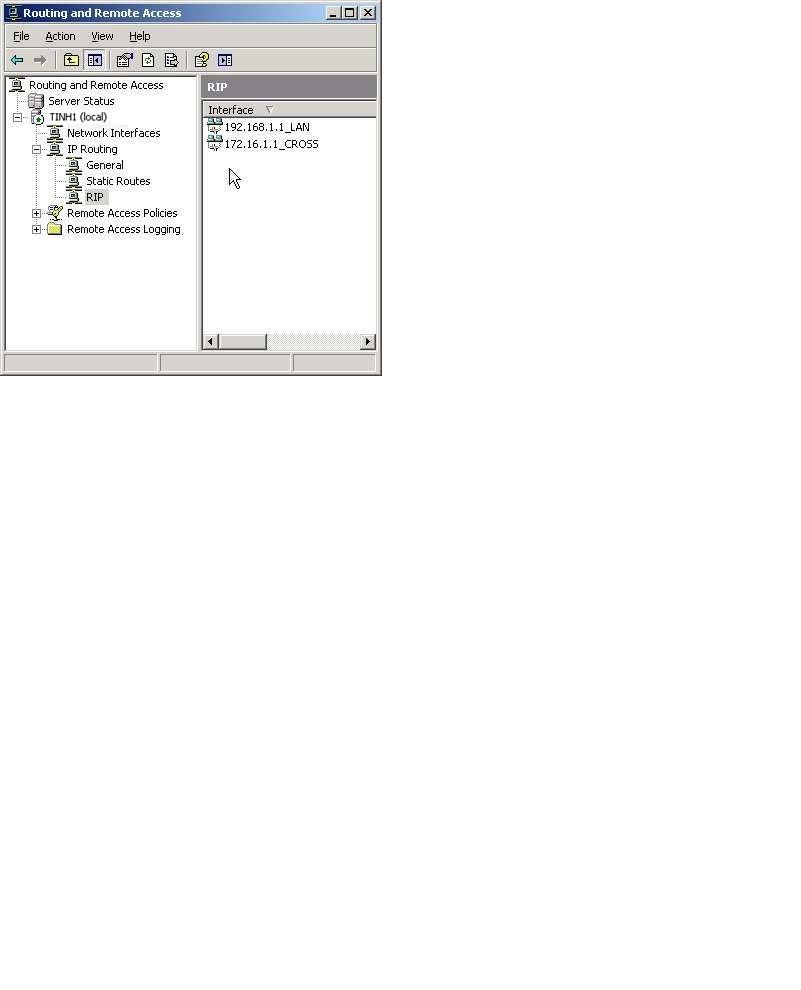 Routing and Remote Access
File Action View Help
Routing and Remote Access
Server Status
TINH1 (local)
Network Interfaces
IP Routing
General
Static Routes
RIP
Remote Access Policies
Remote Access Logging
RIP
Interface
192.168.1.1_LAN
172.16.1.1_CROSS